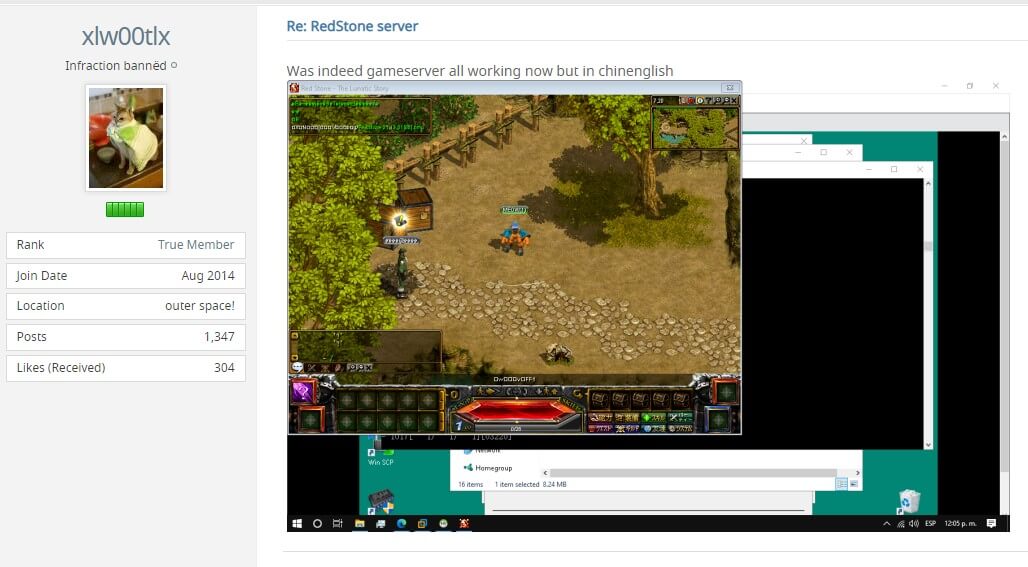 xlw00tlx
Infraction bannëd
Rank True Member
Join Date Aug 2014
Location outer space!
Posts 1,347
Likes (Received) 304
Re: RedStone server
Was indeed gameserver all working now but in chinenglish
Red Stone - The Lunatic Story
Win SCP
Network
Homegroup
16 items 1 item selected 8.24 MB
ESP 12:05 p. m.